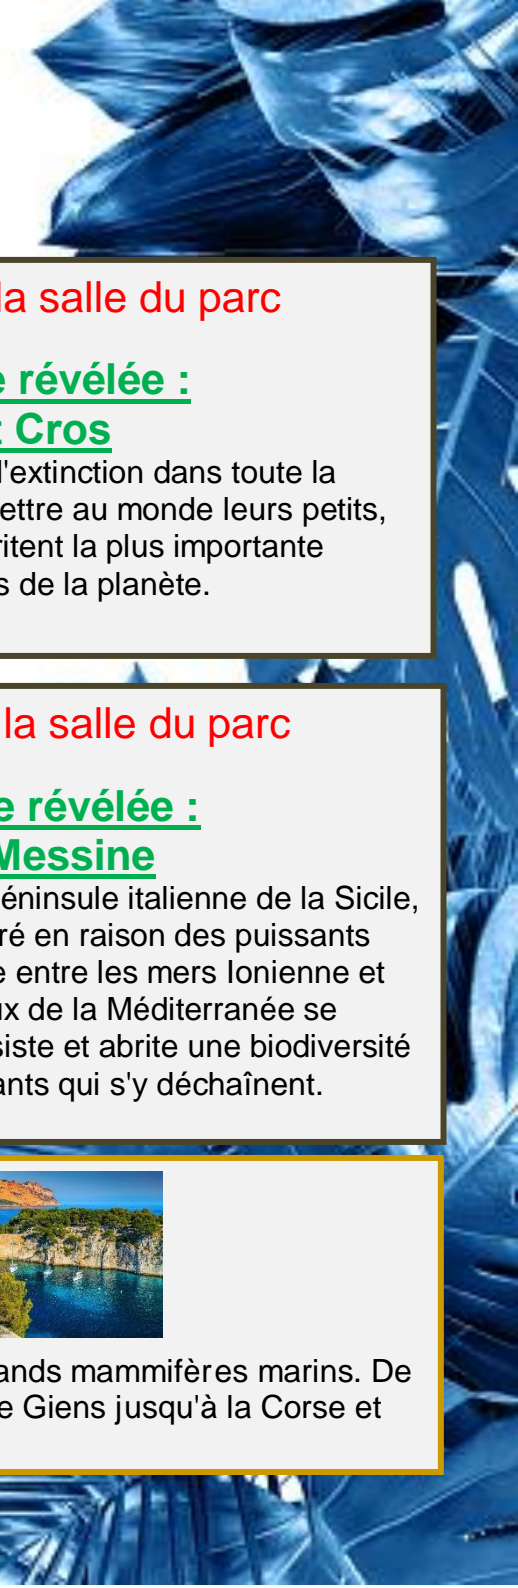 la salle du parc
e révélée :
t Cros
l'extinction dans toute la
ettre au monde leurs petits,
ritent la plus importante
s de la planète.
la salle du parc
e révélée :
Messine
éninsule italienne de la Sicile,
ré en raison des puissants
e entre les mers Ionienne et
ux de la Méditerranée se
siste et abrite une biodiversité
ants qui s'y déchaînent.
ands mammifères marins. De
e Giens jusqu'à la Corse et